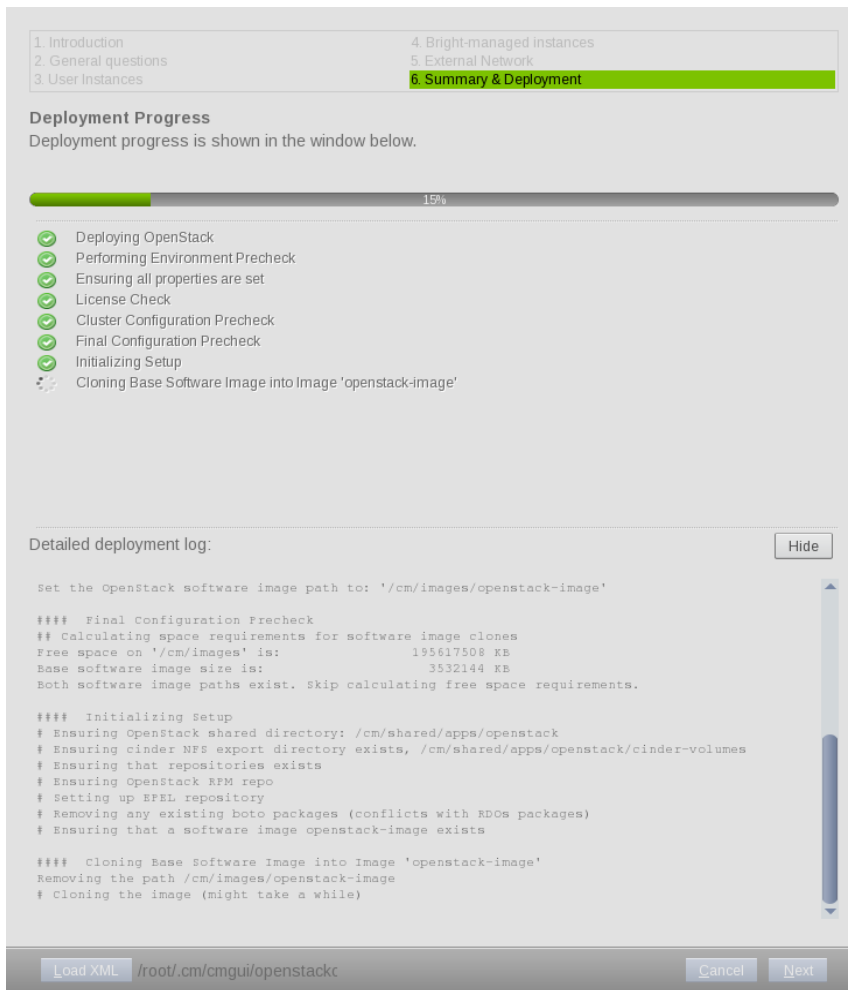 1. Introduction
2. General questions
3. User Instances
4. Bright-managed instances
5. External Network
6. Summary & Deployment
Deployment Progress
Deployment progress is shown in the window below.
15%
Deploying OpenStack
Performing Environment Precheck
Ensuring all properties are set
License Check
Cluster Configuration Precheck
Final Configuration Precheck
Initializing Setup
Cloning Base Software Image into Image 'openstack-image'
Detailed deployment log:
Hide
Set the OpenStack software image path to: '/cm/images/openstack-image'
#### Final Configuration Precheck
## Calculating space requirements for software image clones
Free space on '/cm/images' is: 195617508 KB
Base software image size is: 3532144 KB
Both software image paths exist. Skip calculating free space requirements.
#### Initializing Setup
# Ensuring OpenStack shared directory: /cm/shared/apps/openstack
# Ensuring cinder NFS export directory exists, /cm/shared/apps/openstack/cinder-volumes
# Ensuring that repositories exists
# Ensuring OpenStack RPM repo
# Setting up EPEL repository
# Removing any existing boto packages (conflicts with RDOs packages)
# Ensuring that a software image openstack-image exists
#### Cloning Base Software Image into Image 'openstack-image'
Removing the path /cm/images/openstack-image
# Cloning the image (might take a while)
Load XML /root/.cm/cmgui/openstackc
Cancel Next